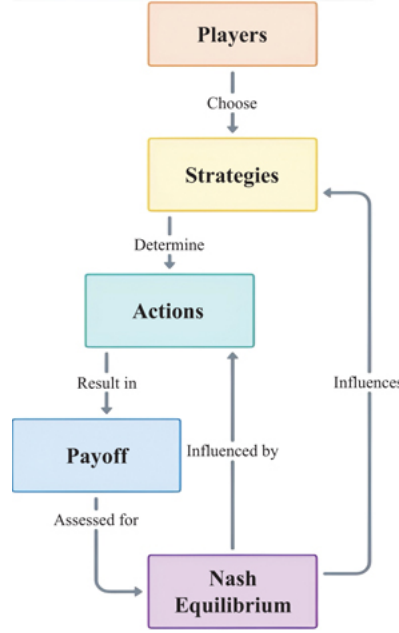 Players
Choose
Strategies
Determine
Actions
Result in
Influences
Payoff
Influenced by
Assessed for
Nash
Equilibrium